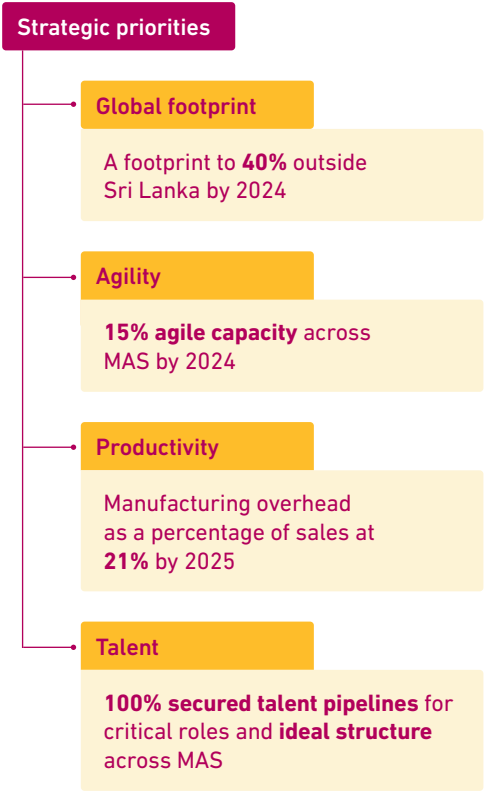 Strategic priorities
Global footprint
A footprint to 40% outside
Sri Lanka by 2024
Agility
15% agile capacity across
MAS by 2024
Productivity
Manufacturing overhead
as a percentage of sales at
21% by 2025
Talent
100% secured talent pipelines for
critical roles and ideal structure
across MAS